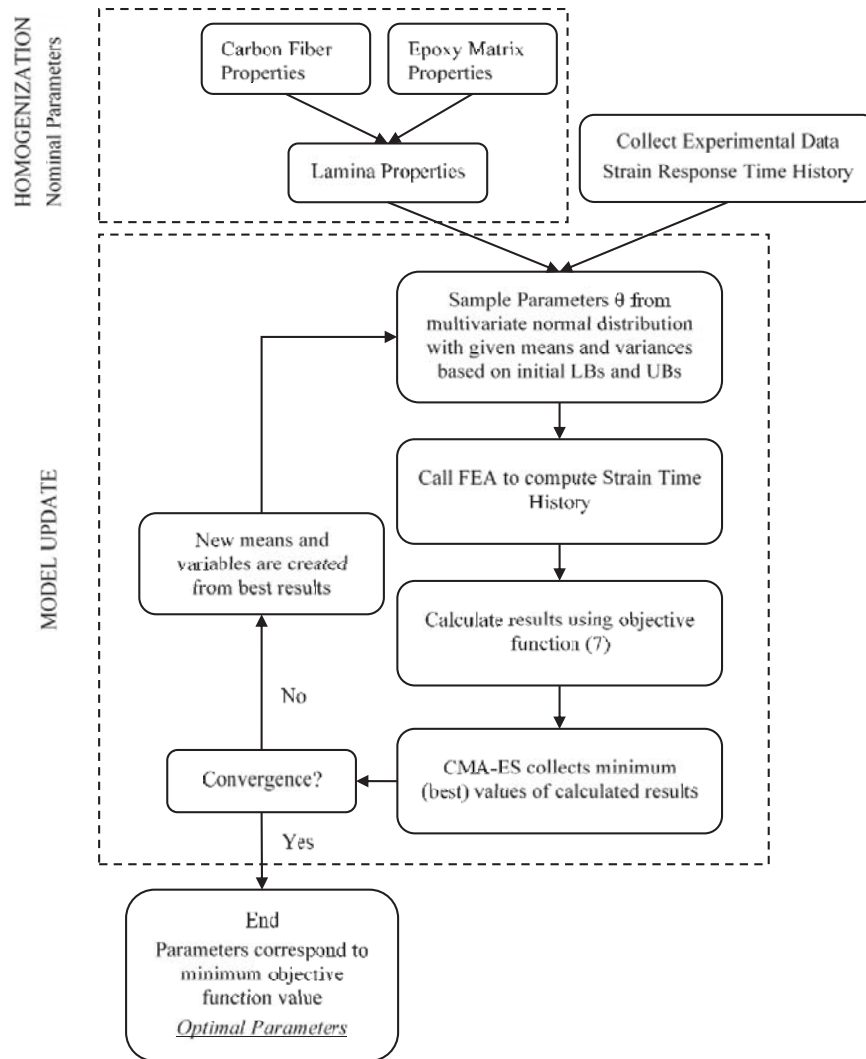 HOMOGENIZATION
Nominal Parameters
Carbon Fiber
Properties
Epoxy Matrix
Properties
Lamina Properties
Collect Experimental Data
Strain Response Time History
MODEL UPDATE
Sample Parameters θ from
multivariate normal distribution
with given means and variances
based on initial LBs and UBs
Call FEA to compute Strain Time
History
New means and
variables are created
from best results
Calculate results using objective
function (7)
No
Convergence?
CMA-ES collects minimum
(best) values of calculated results
Yes
End
Parameters correspond to
minimum objective
function value
Optimal Parameters